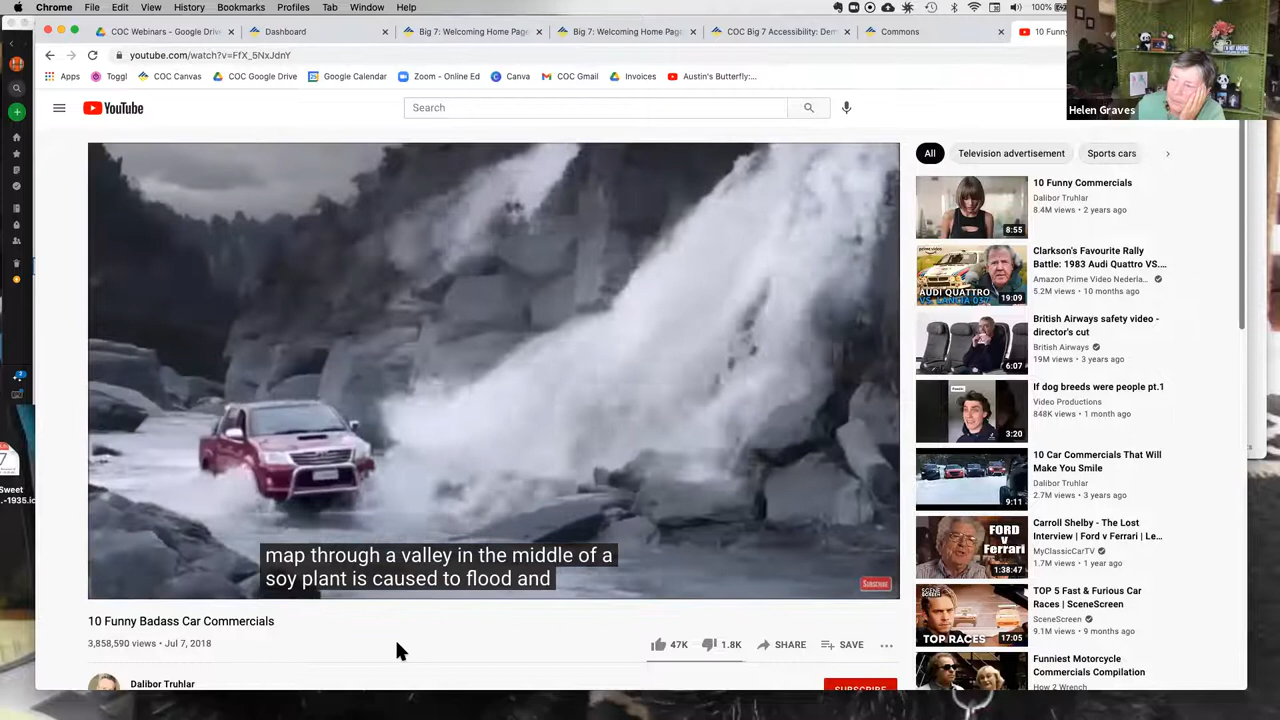 Chrome File Edit View History Bookmarks Profiles Tab Window Help 100%
COC Webinars - Google Driv
Dashboard
Big 7: Welcoming Home Page
Big 7: Welcoming Home Page
COC Big 7 Accessibility: Dem
Commons
10 Funny
youtube.com/watch?v=FfX_5NxJdnY
Apps Toggl COC Canvas COC Google Drive Google Calendar Zoom - Online Ed Canva COC Gmail Invoices Austin's Butterfly:...
Helen Graves
YouTube
Search
map through a valley in the middle of a
soy plant is caused to flood and
SUBSCRIBE
10 Funny Badass Car Commercials
3,858,590 views • Jul 7, 2018
47K 1.8K SHARE SAVE ...
Dalibor Truhlar
SUBSCRIBE
All Television advertisement Sports cars
10 Funny Commercials
Dalibor Truhlar
8.4M views • 2 years ago
8:55
Clarkson's Favourite Rally
Battle: 1983 Audi Quattro VS....
Amazon Prime Video Nederla...
5.2M views • 10 months ago
prime video
AUDI QUATTRO
VS. LANCIA 037
19:09
British Airways safety video -
director's cut
British Airways
19M views • 3 years ago
6:07
If dog breeds were people pt.1
Video Productions
848K views • 1 month ago
3:20
10 Car Commercials That Will
Make You Smile
Dalibor Truhlar
2.7M views • 3 years ago
9:11
Carroll Shelby - The Lost
Interview | Ford v Ferrari | Le...
MyClassicCarTV
1.7M views • 1 year ago
FORD
V
Ferrari
1:38:47
TOP 5 Fast & Furious Car
Races | SceneScreen
SceneScreen
9.1M views • 9 months ago
SCENE
SCREEN
TOP RACES
17:05
Funniest Motorcycle
Commercials Compilation
How 2 Wrench
Sweet
...-1935.ic